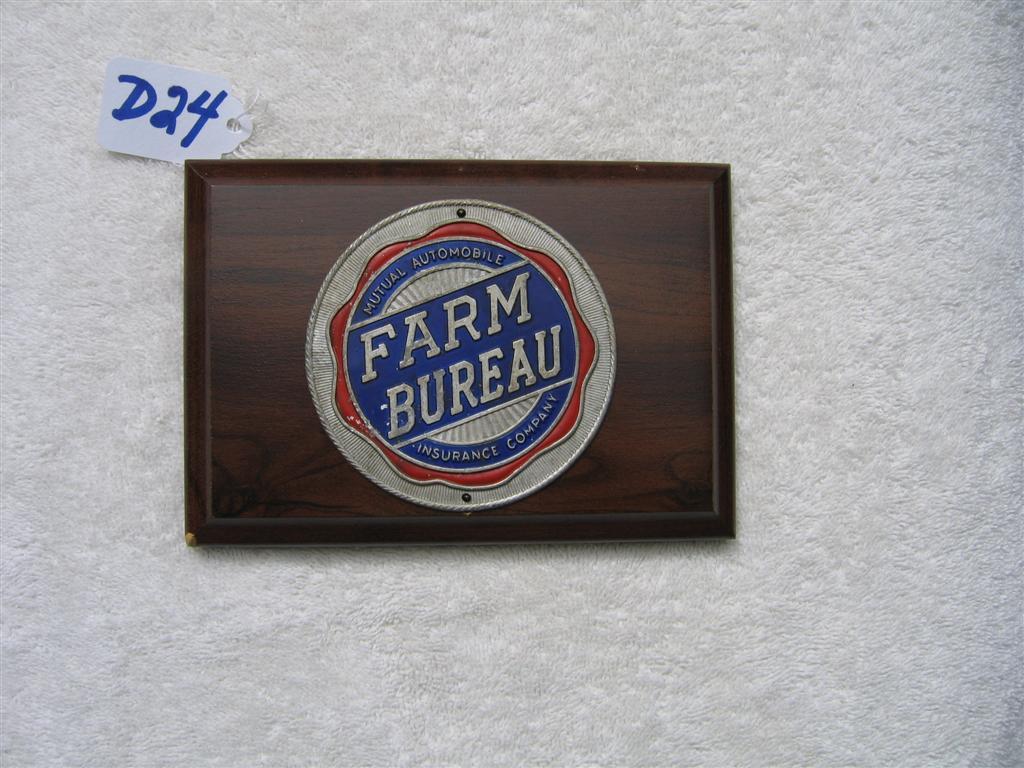 D24
MUTUAL AUTOMOBILE
FARM
BUREAU
INSURANCE COMPANY